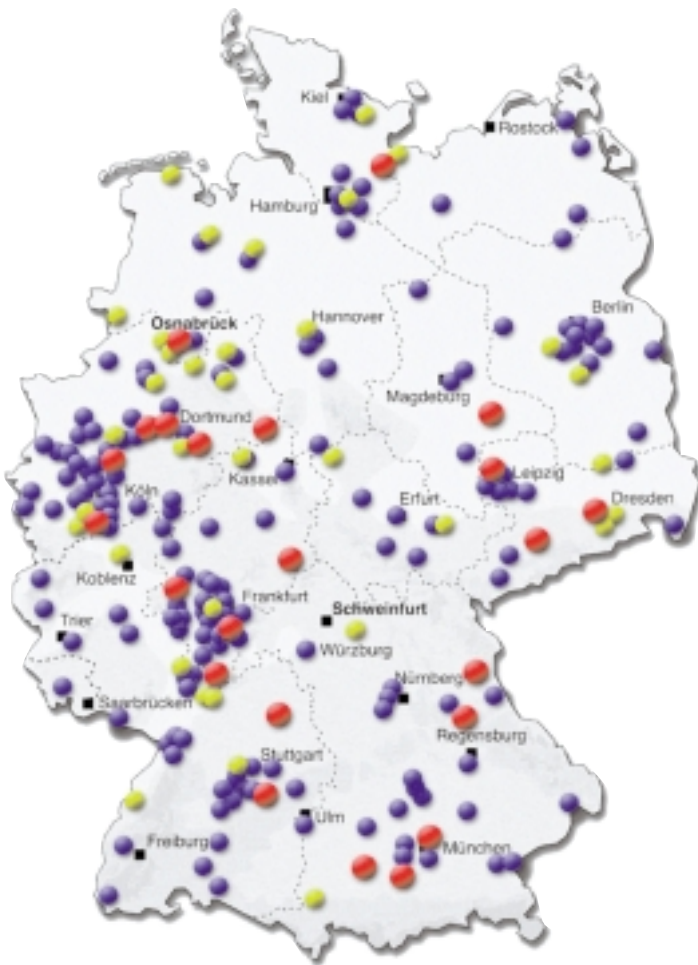 Kiel
Rostock
Hamburg
Berlin
Hannover
Osnabrück
Magdeburg
Dortmund
Kassel
Leipzig
Köln
Erfurt
Dresden
Koblenz
Frankfurt
Schweinfurt
Trier
Würzburg
Nürnberg
Saarbrücken
Regensburg
Stuttgart
Ulm
Freiburg
München